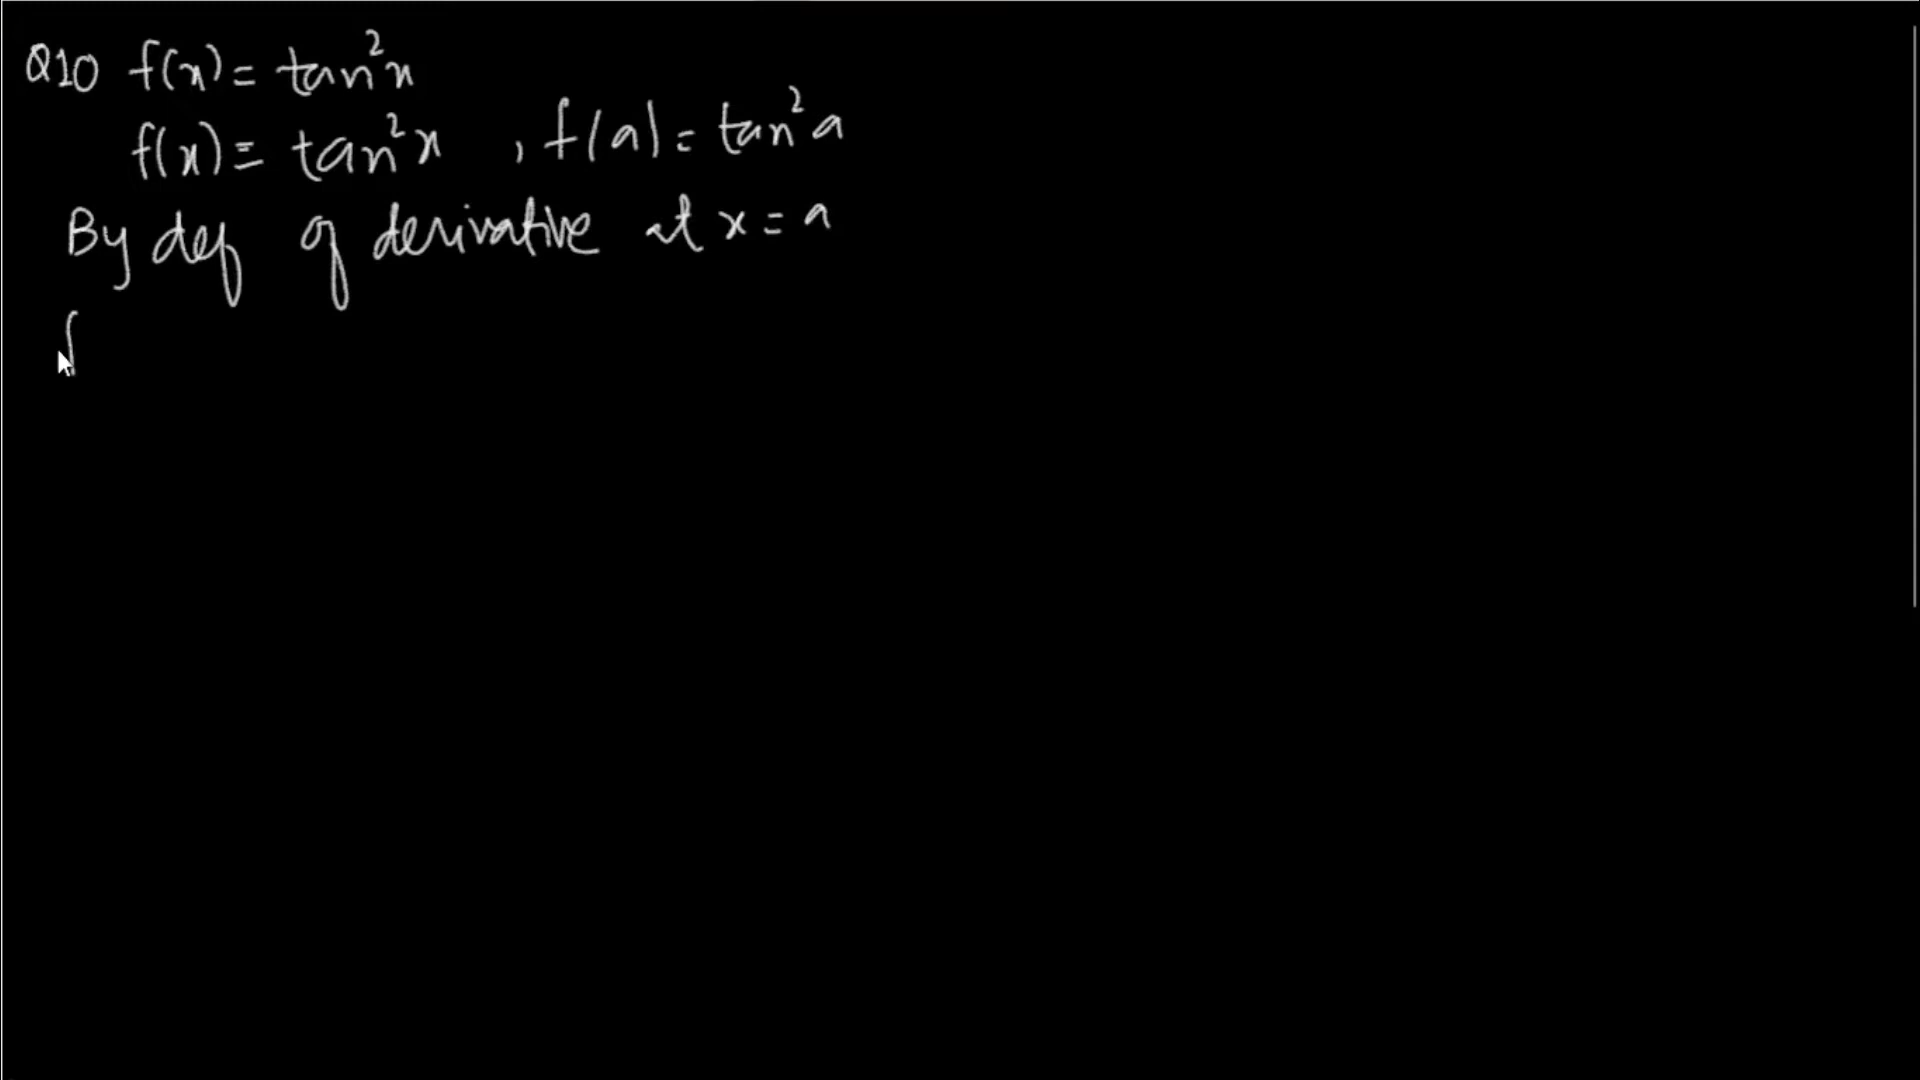 Q10 f(x) = tan²x
f(x) = tan²x , f(a) = tan²a
By def of derivative at x = a
f